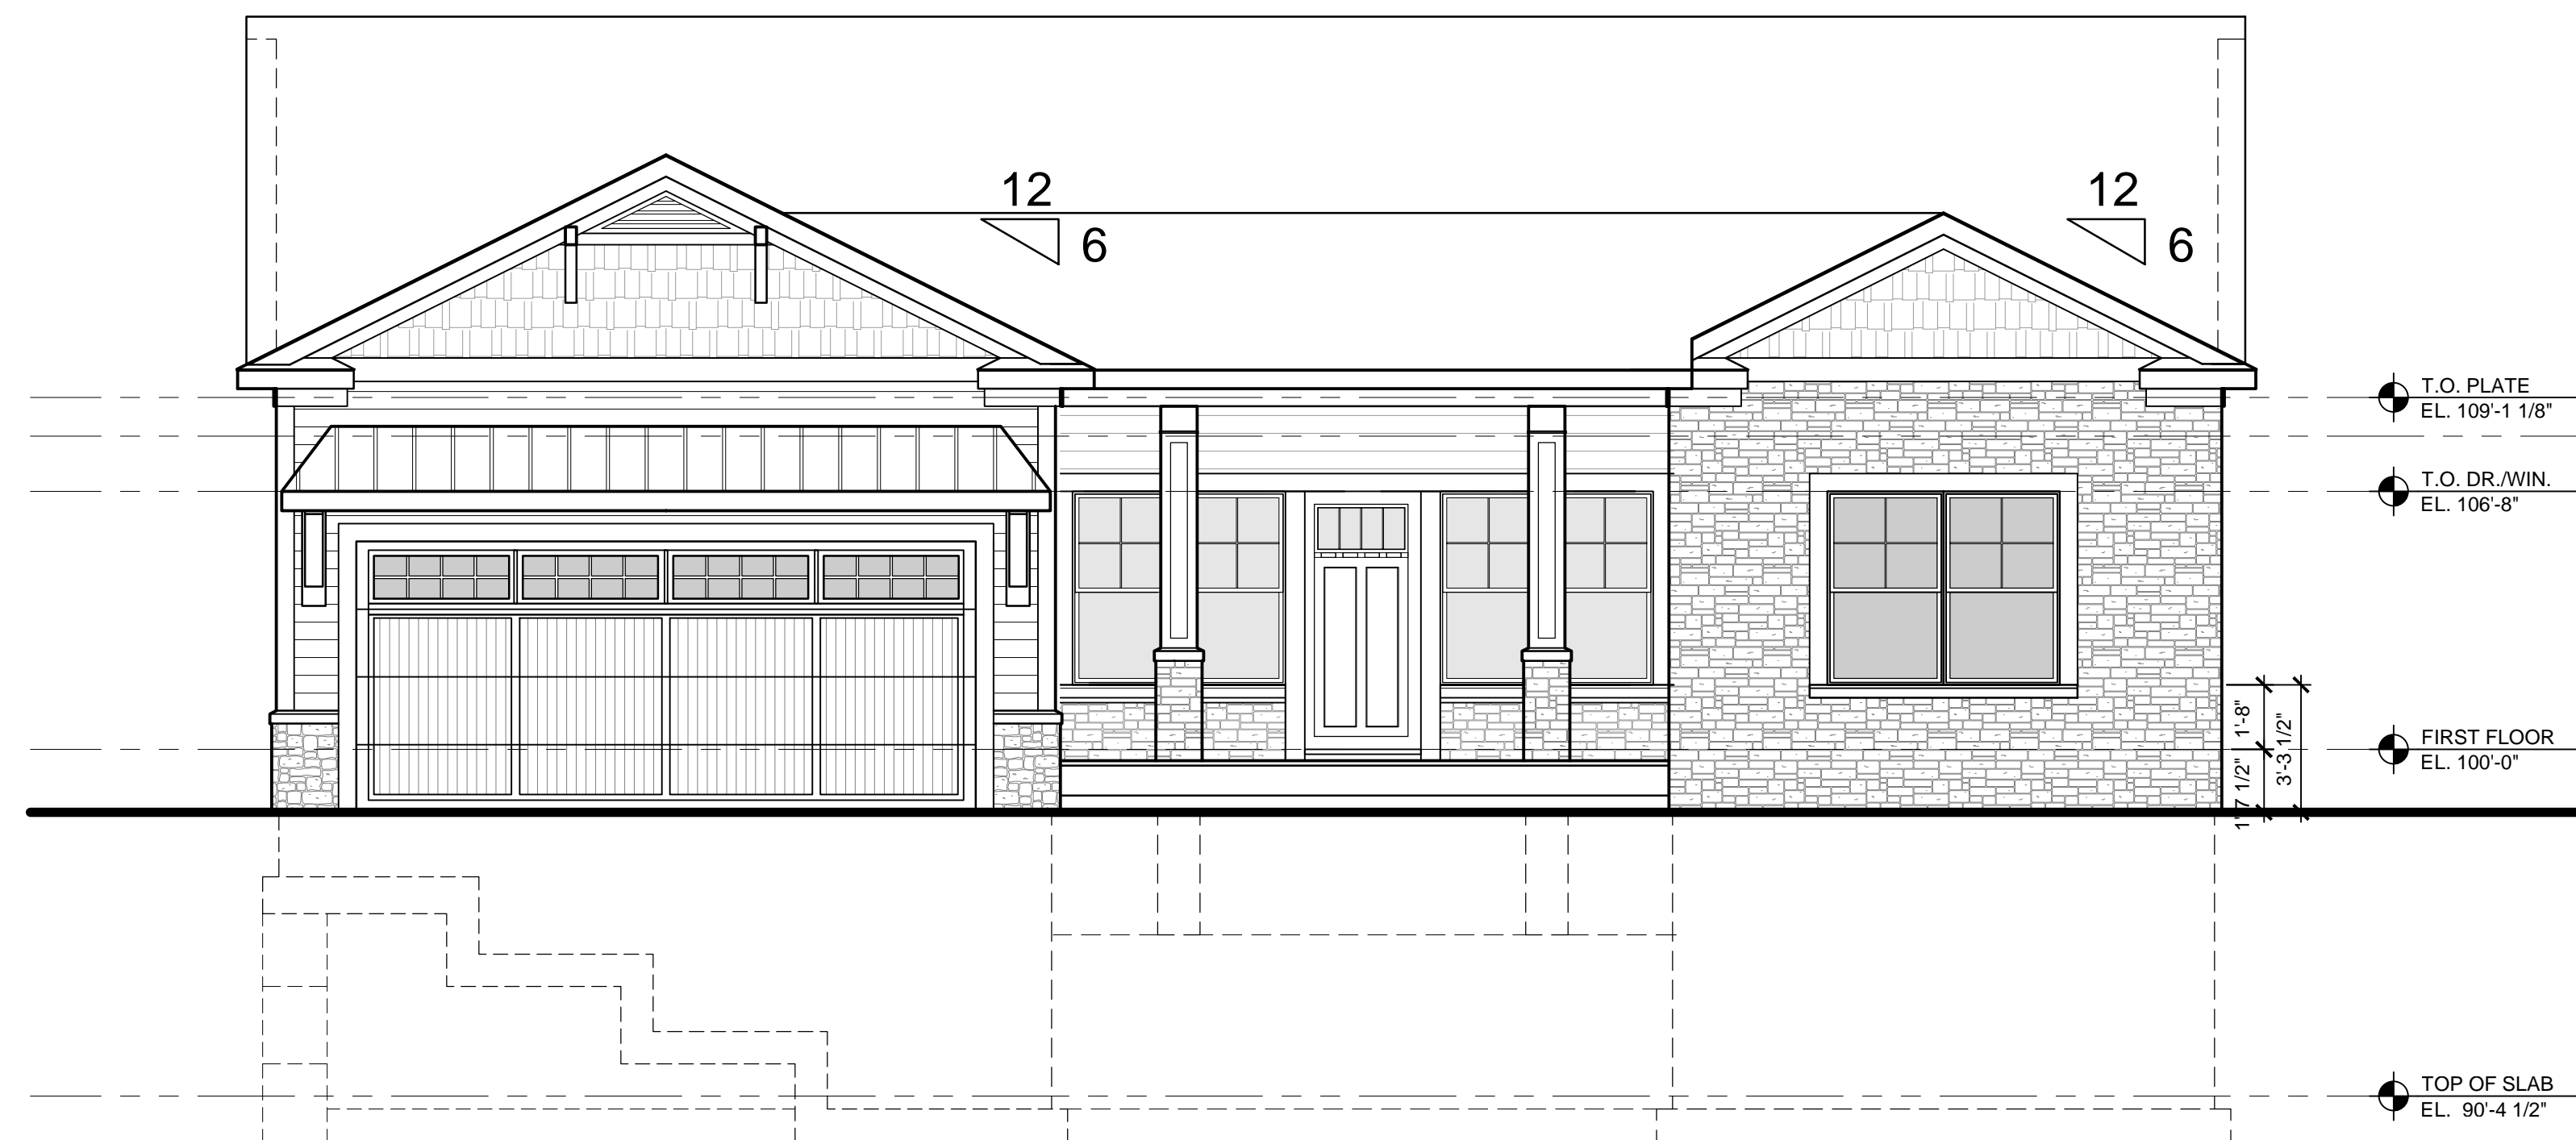 12
6
12
6
T.O. PLATE
EL. 109'-1 1/8"
T.O. DR./WIN.
EL. 106'-8"
1'-8"
3'-3 1/2"
1'-7 1/2"
FIRST FLOOR
EL. 100'-0"
TOP OF SLAB
EL. 90'-4 1/2"